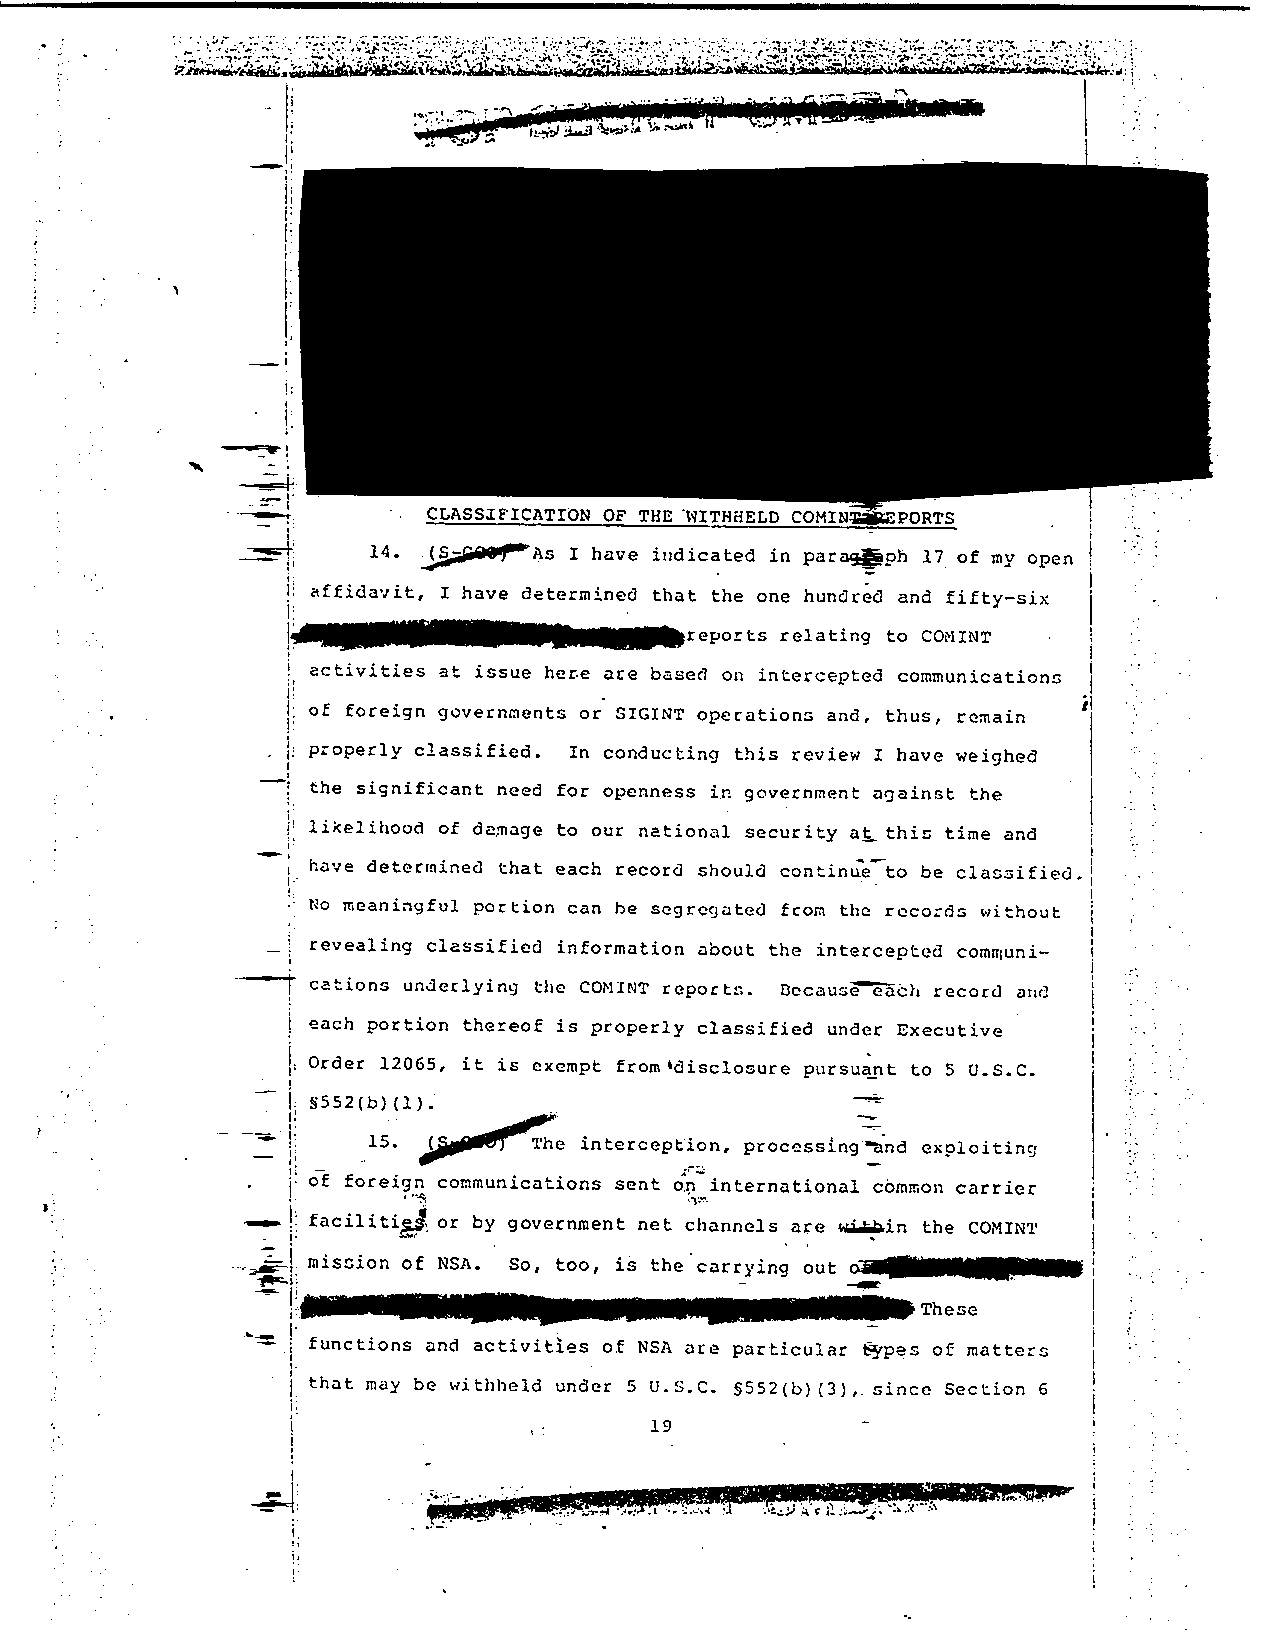 CLASSIFICATION OF THE WITHHELD COMINT REPORTS
14. As I have indicated in paragraph 17 of my open
affidavit, I have determined that the one hundred and fifty-six
reports relating to COMINT
activities at issue here are based on intercepted communications
of foreign governments or SIGINT operations and, thus, remain
properly classified. In conducting this review I have weighed
the significant need for openness in government against the
likelihood of damage to our national security at this time and
have determined that each record should continue to be classified.
No meaningful portion can be segregated from the records without
revealing classified information about the intercepted communi-
cations underlying the COMINT reports. Because each record and
each portion thereof is properly classified under Executive
Order 12065, it is exempt from disclosure pursuant to 5 U.S.C.
§552(b)(1).
15. The interception, processing and exploiting
of foreign communications sent on international common carrier
facilities or by government net channels are within the COMINT
mission of NSA. So, too, is the carrying out of
These
functions and activities of NSA are particular types of matters
that may be withheld under 5 U.S.C. §552(b)(3), since Section 6
19